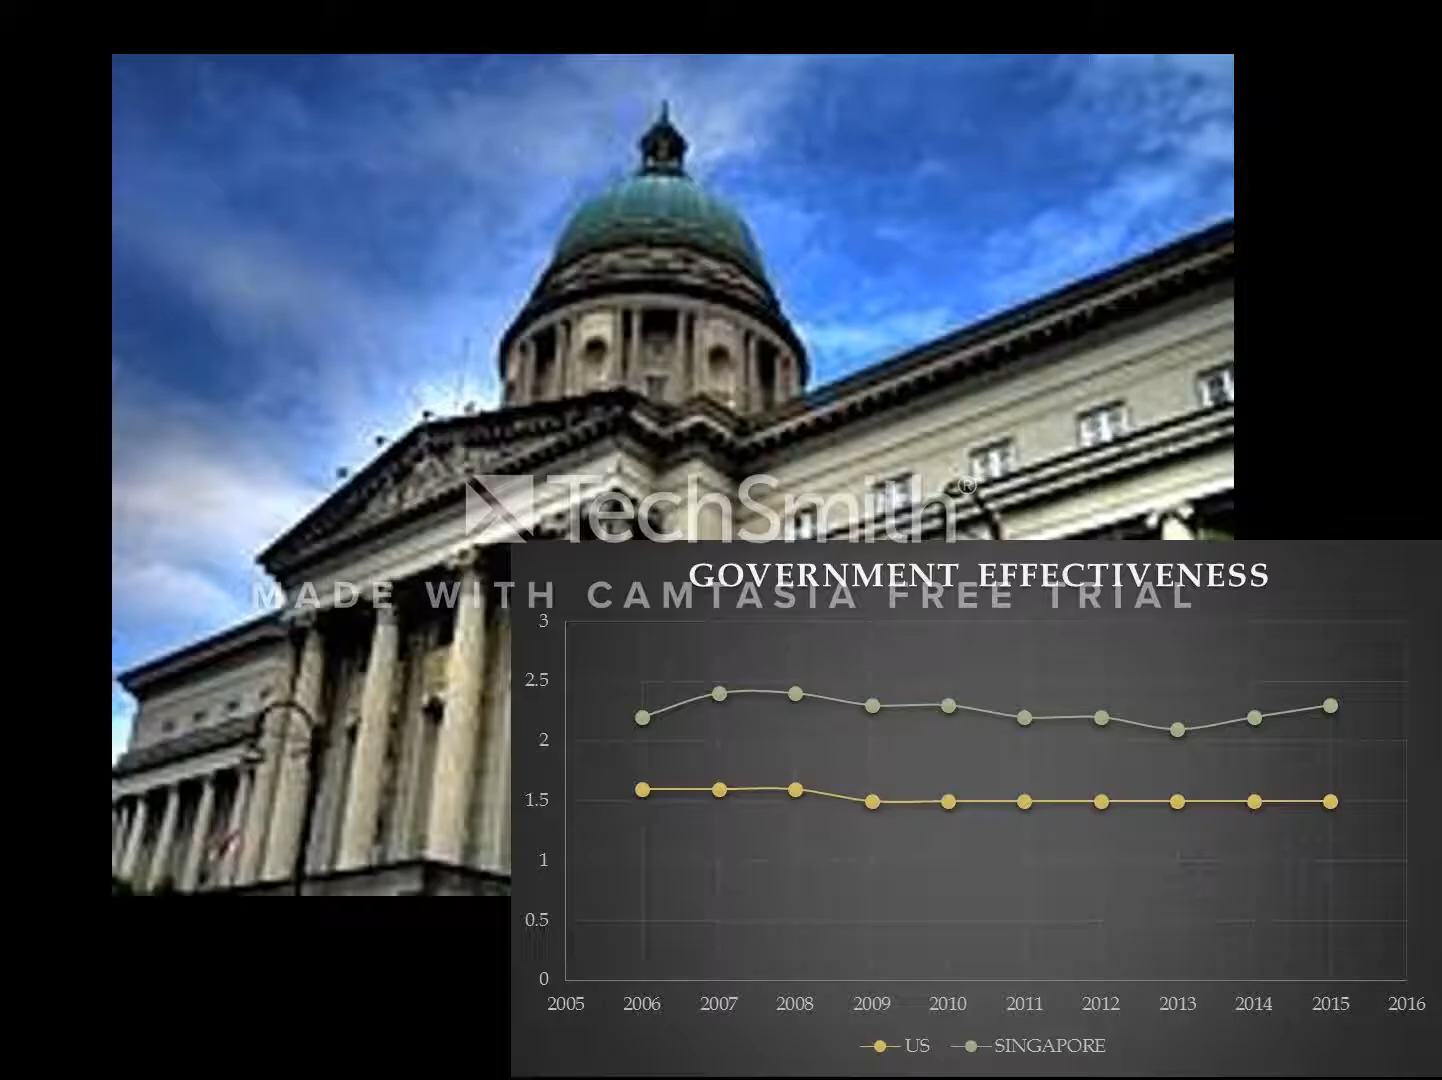 TechSmith®
MADE WITH CAMTASIA FREE TRIAL
GOVERNMENT EFFECTIVENESS
3
2.5
2
1.5
1
0.5
0
2005 2006 2007 2008 2009 2010 2011 2012 2013 2014 2015 2016
US SINGAPORE